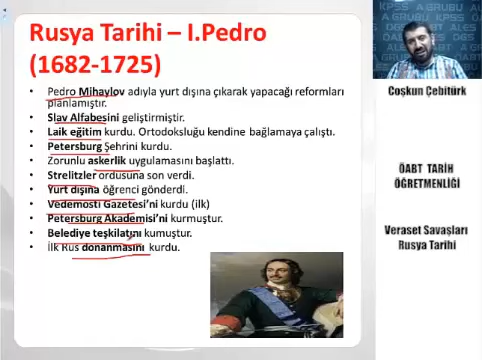 Rusya Tarihi – I.Pedro
(1682-1725)
• Pedro Mihaylov adıyla yurt dışına çıkarak yapacağı reformları
planlamıştır.
• Slav Alfabesini geliştirmiştir.
• Laik eğitim kurdu. Ortodoksluğu kendine bağlamaya çalıştı.
• Petersburg Şehrini kurdu.
• Zorunlu askerlik uygulamasını başlattı.
• Strelitzler ordusuna son verdi.
• Yurt dışına öğrenci gönderdi.
• Vedemosti Gazetesi'ni kurdu (ilk)
• Petersburg Akademisi'ni kurmuştur.
• Belediye teşkilatını kumuştur.
• İlk Rus donanmasını kurdu.
Coşkun Çebitürk
ÖABT TARİH
ÖĞRETMENLİĞİ
Veraset Savaşları
Rusya Tarihi